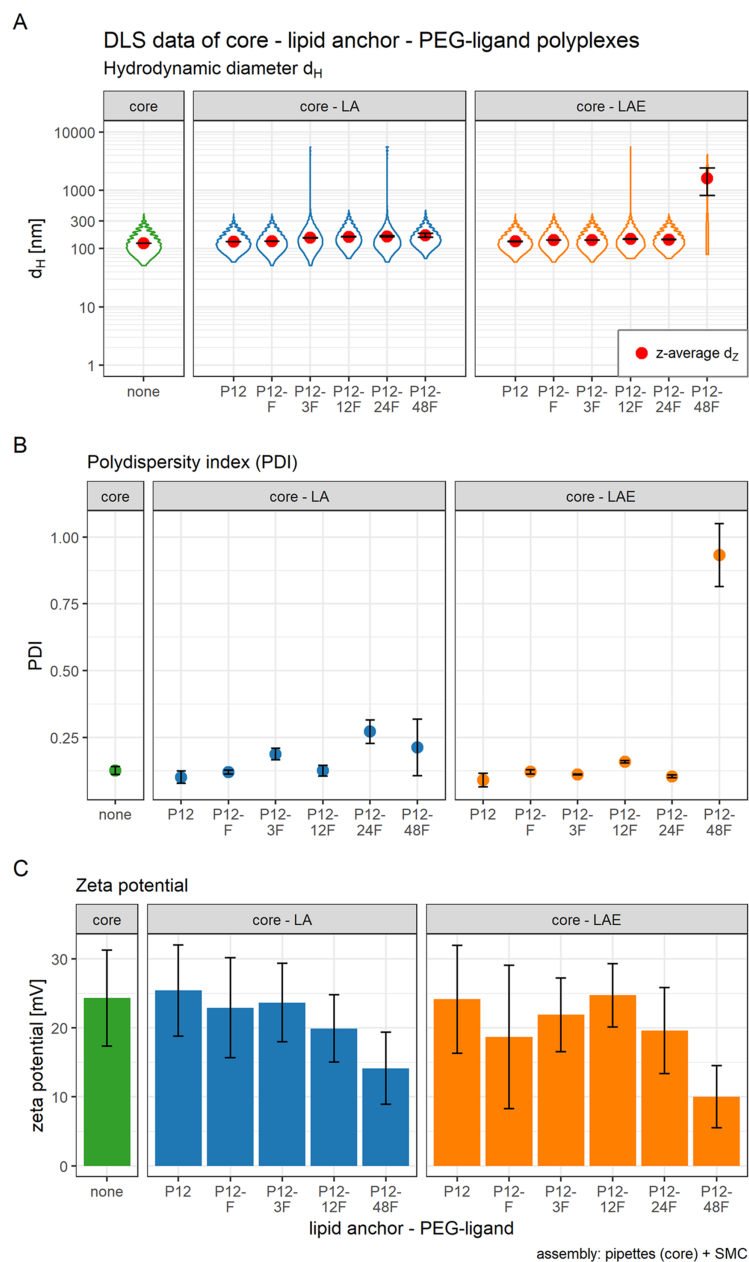 A
DLS data of core - lipid anchor - PEG-ligand polyplexes
Hydrodynamic diameter dH
core
core - LA
core - LAE
dH [nm]
10000
1000
300
100
10
1
z-average dZ
none
P12
P12-
F
P12-
3F
P12-
12F
P12-
24F
P12-
48F
P12
P12-
F
P12-
3F
P12-
12F
P12-
24F
P12-
48F
B
Polydispersity index (PDI)
core
core - LA
core - LAE
PDI
1.00
0.75
0.50
0.25
none
P12
P12-
F
P12-
3F
P12-
12F
P12-
24F
P12-
48F
P12
P12-
F
P12-
3F
P12-
12F
P12-
24F
P12-
48F
C
Zeta potential
core
core - LA
core - LAE
zeta potential [mV]
30
20
10
0
none
P12
P12-
F
P12-
3F
P12-
12F
P12-
48F
P12
P12-
F
P12-
3F
P12-
12F
P12-
24F
P12-
48F
lipid anchor - PEG-ligand
assembly: pipettes (core) + SMC